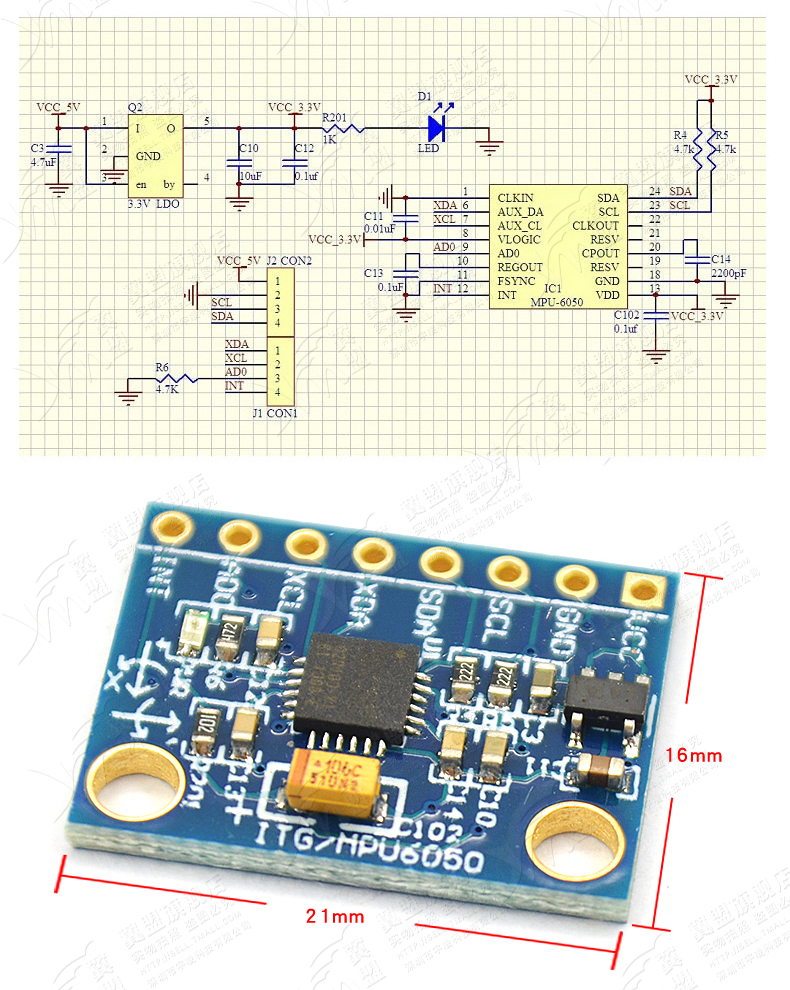 VCC_5V
Q2
1
I
O
5
2
GND
3
en
by
4
3.3V LDO
C3
4.7uF
C10
10uF
VCC_3.3V
C12
0.1uf
R201
1K
D1
LED
VCC_3.3V
R4
4.7k
R5
4.7k
1
CLKIN
SDA
24
SDA
XDA
6
AUX_DA
SCL
23
SCL
XCL
7
AUX_CL
CLKOUT
22
VCC_3.3V
8
VLOGIC
RESV
21
AD0
9
AD0
CPOUT
20
10
REGOUT
RESV
19
11
FSYNC
GND
18
INT
12
INT
VDD
13
IC1
MPU-6050
C11
0.01uF
C13
0.1uF
C14
2200pF
C102
0.1uf
VCC_3.3V
VCC_5V
J2 CON2
1
2
SCL
3
SDA
4
XDA
1
XCL
2
AD0
3
INT
4
R6
4.7K
J1 CON1
INT
XCL
XDA
SDA
SCL
GND
VCC
222
222
106C
C102
ITG/MPU6050
16mm
21mm